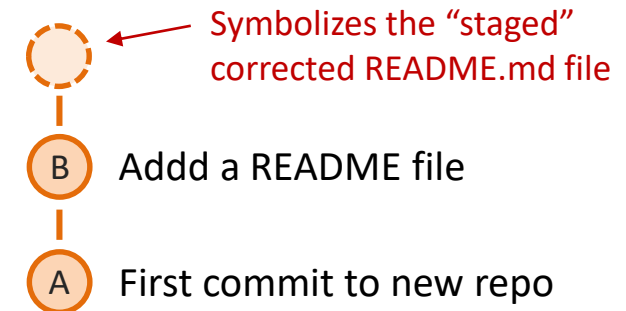 Symbolizes the “staged”
corrected README.md file
B Addd a README file
A First commit to new repo